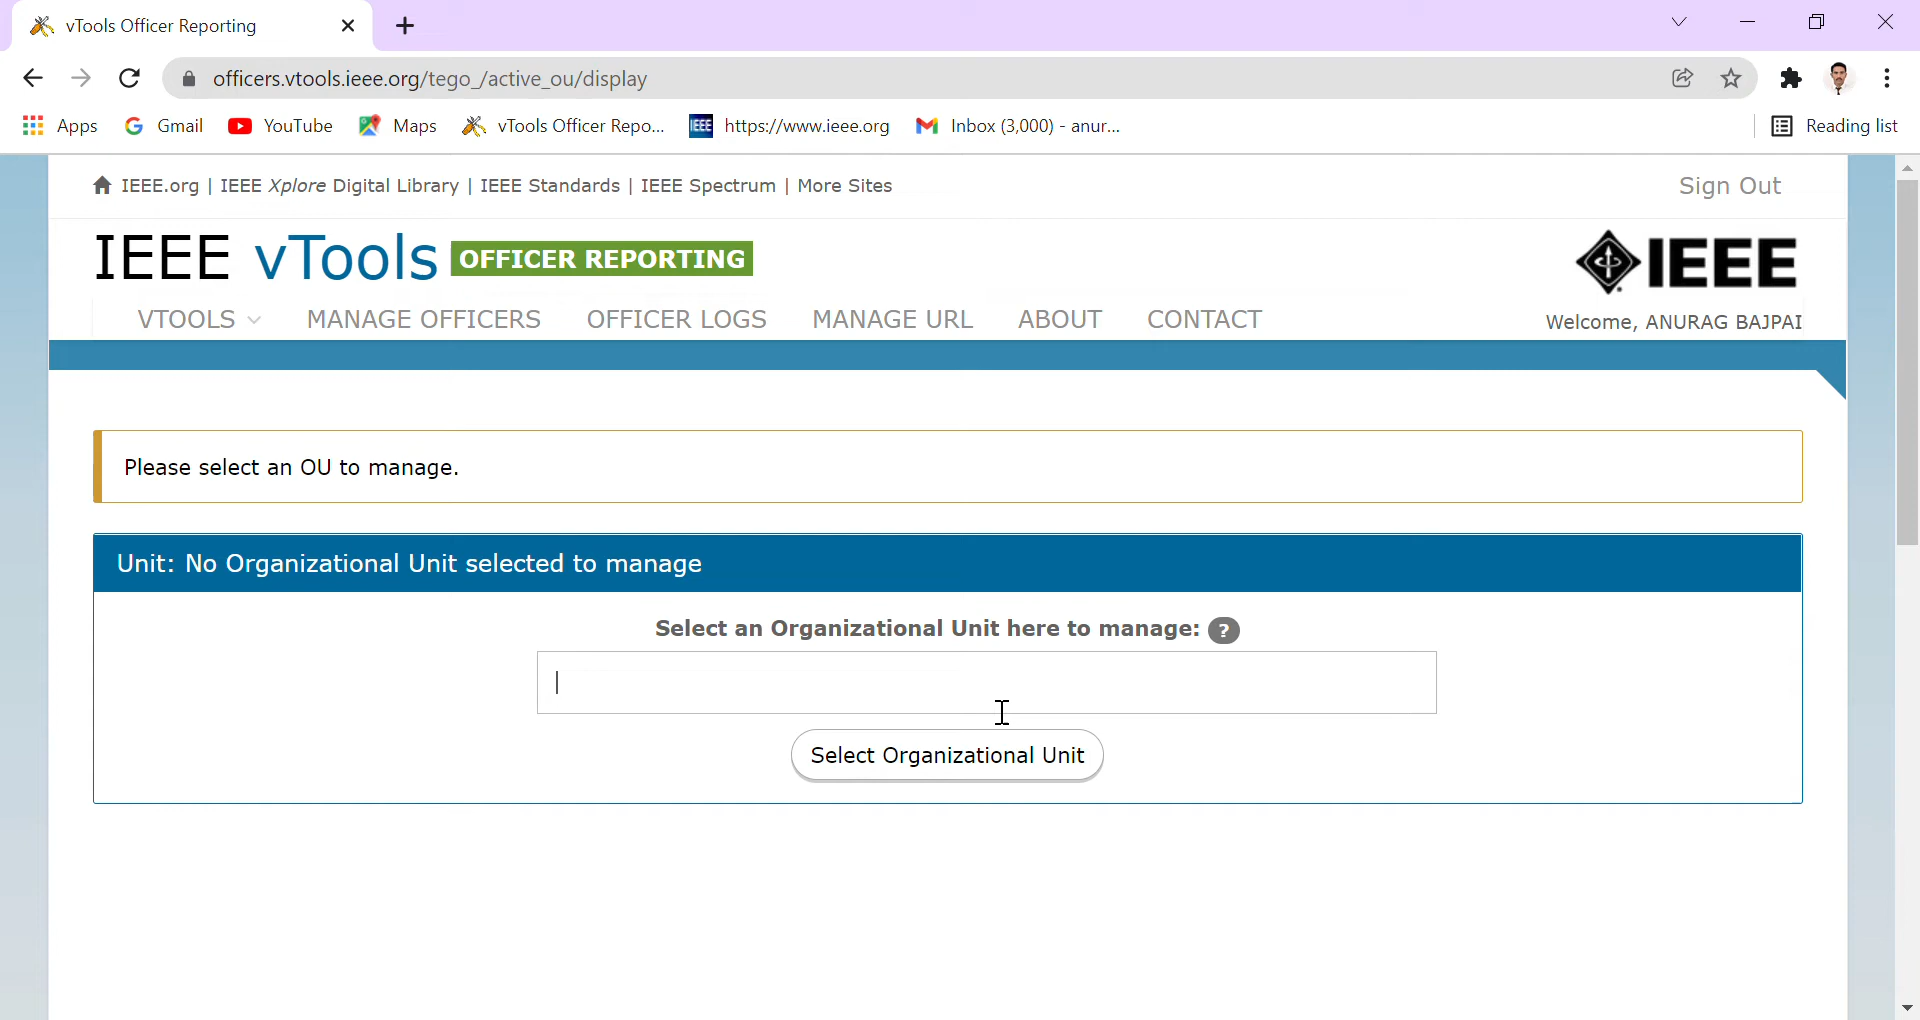 vTools Officer Reporting
officers.vtools.ieee.org/tego_/active_ou/display
Apps Gmail YouTube Maps vTools Officer Repo... IEEE https://www.ieee.org Inbox (3,000) - anur... Reading list
IEEE.org | IEEE Xplore Digital Library | IEEE Standards | IEEE Spectrum | More Sites Sign Out
IEEE vTools OFFICER REPORTING IEEE
VTOOLS MANAGE OFFICERS OFFICER LOGS MANAGE URL ABOUT CONTACT Welcome, ANURAG BAJPAI
Please select an OU to manage.
Unit: No Organizational Unit selected to manage
Select an Organizational Unit here to manage: ?
Select Organizational Unit